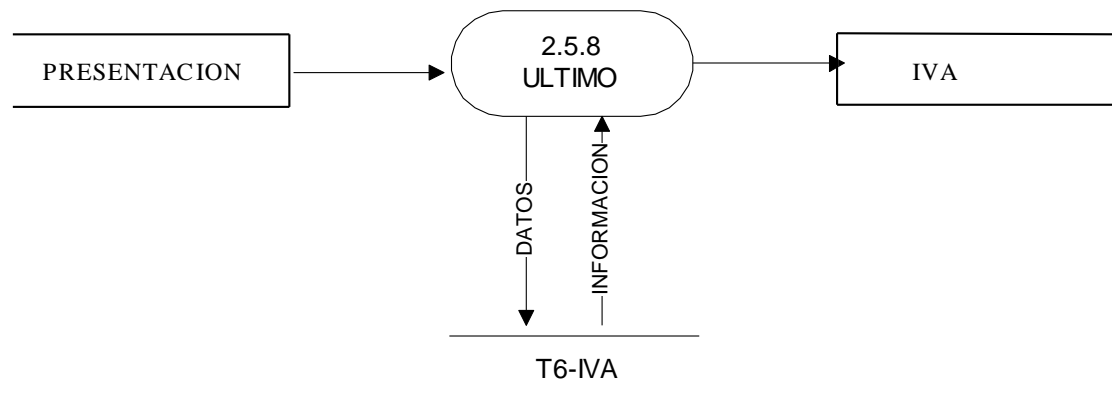 PRESENTACION
2.5.8
ULTIMO
IVA
DATOS
INFORMACION
T6-IVA